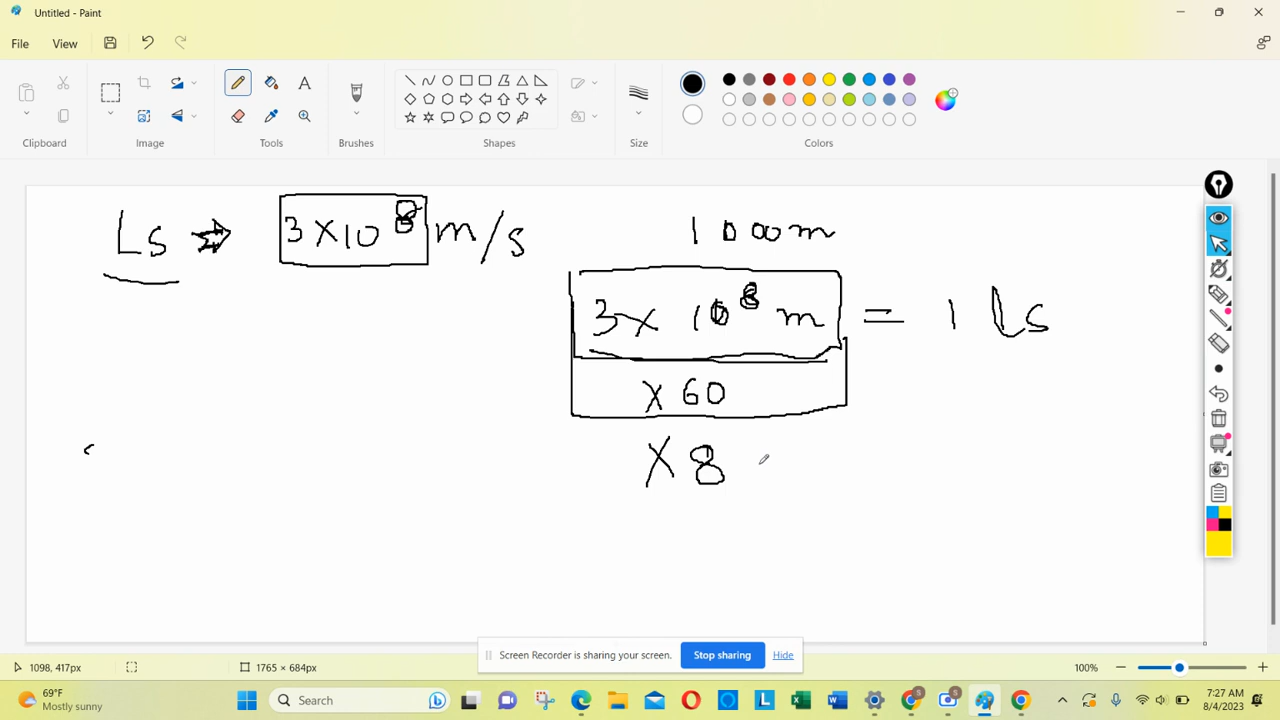 Untitled - Paint
File View
Clipboard Image Tools Brushes Shapes Size Colors
A
Ls ⇒ 3×10⁸ m/s
1000m
3× 10⁸ m = 1 Ls
× 60
× 8
Screen Recorder is sharing your screen. Stop sharing Hide
1098, 417px 1765 × 684px 100%
69°F
Mostly sunny
Search
7:27 AM
8/4/2023